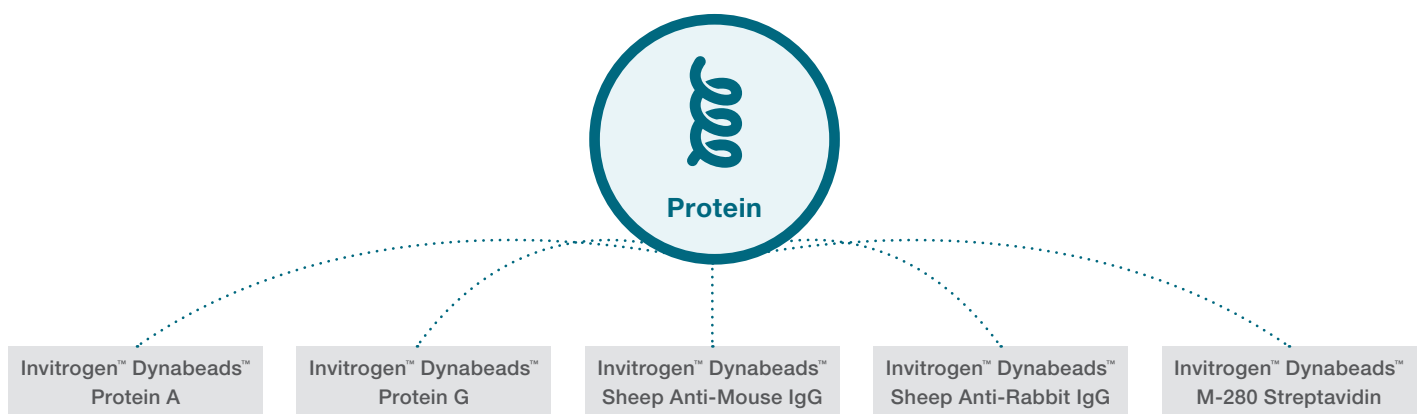 Protein
Invitrogen™ Dynabeads™
Protein A
Invitrogen™ Dynabeads™
Protein G
Invitrogen™ Dynabeads™
Sheep Anti-Mouse IgG
Invitrogen™ Dynabeads™
Sheep Anti-Rabbit IgG
Invitrogen™ Dynabeads™
M-280 Streptavidin